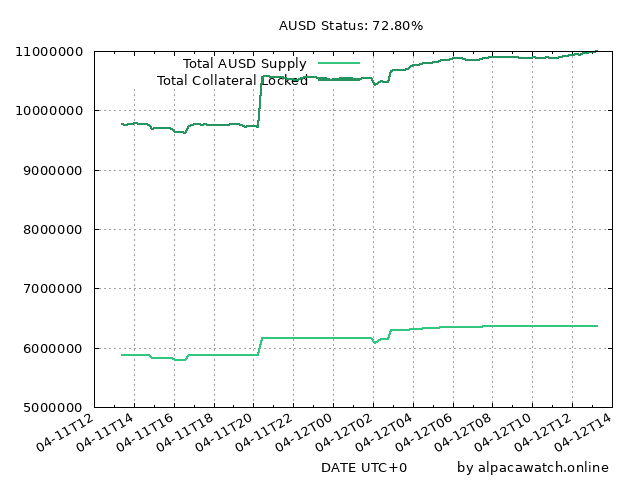 AUSD Status: 72.80%
11000000
Total AUSD Supply
Total Collateral Locked
10000000
9000000
8000000
7000000
6000000
5000000
04-11T12
04-11T14
04-11T16
04-11T18
04-11T20
04-11T22
04-12T00
04-12T02
04-12T04
04-12T06
04-12T08
04-12T10
04-12T12
04-12T14
DATE UTC+0
by alpacawatch.online